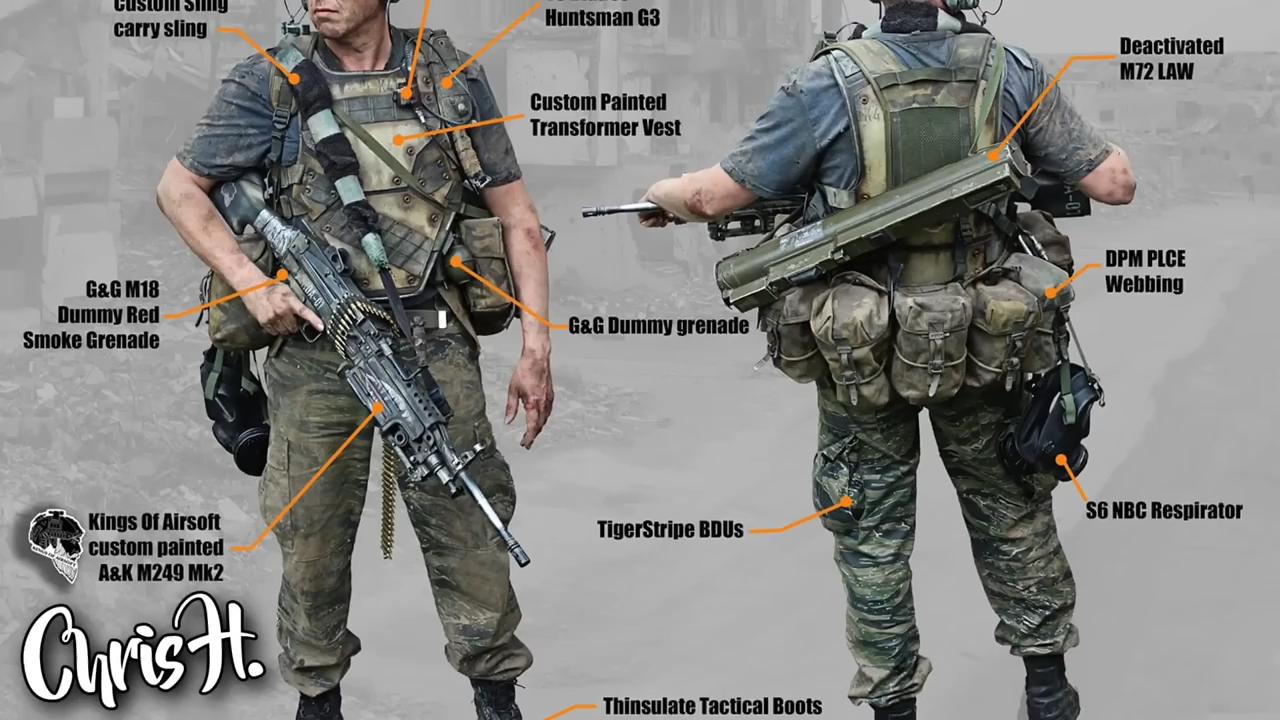 Custom sling
carry sling
Huntsman G3
Custom Painted
Transformer Vest
Deactivated
M72 LAW
G&G M18
Dummy Red
Smoke Grenade
G&G Dummy grenade
DPM PLCE
Webbing
TigerStripe BDUs
S6 NBC Respirator
Kings Of Airsoft
custom painted
A&K M249 Mk2
Chris H.
Thinsulate Tactical Boots